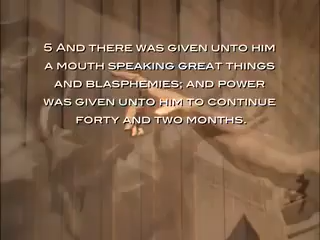 5 AND THERE WAS GIVEN UNTO HIM
A MOUTH SPEAKING GREAT THINGS
AND BLASPHEMIES; AND POWER
WAS GIVEN UNTO HIM TO CONTINUE
FORTY AND TWO MONTHS.